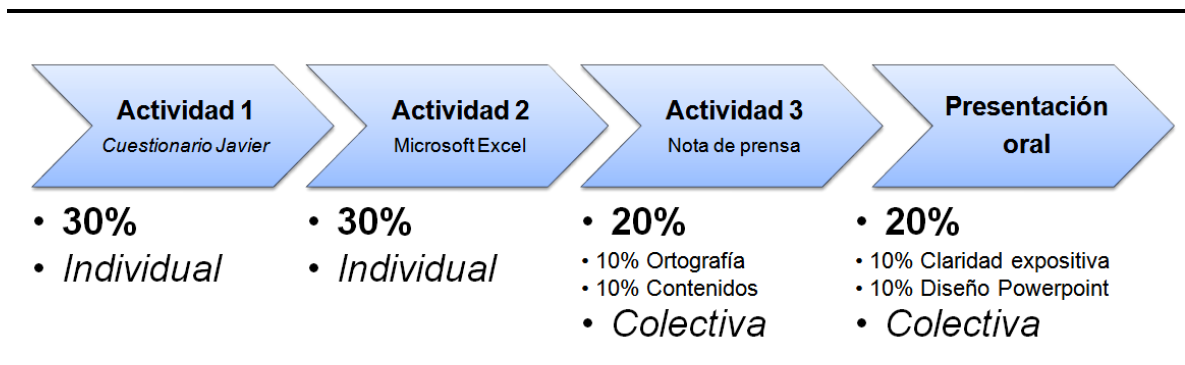 Actividad 1
Cuestionario Javier
Actividad 2
Microsoft Excel
Actividad 3
Nota de prensa
Presentación
oral
• 30%
• Individual
• 30%
• Individual
• 20%
• 10% Ortografía
• 10% Contenidos
• Colectiva
• 20%
• 10% Claridad expositiva
• 10% Diseño Powerpoint
• Colectiva